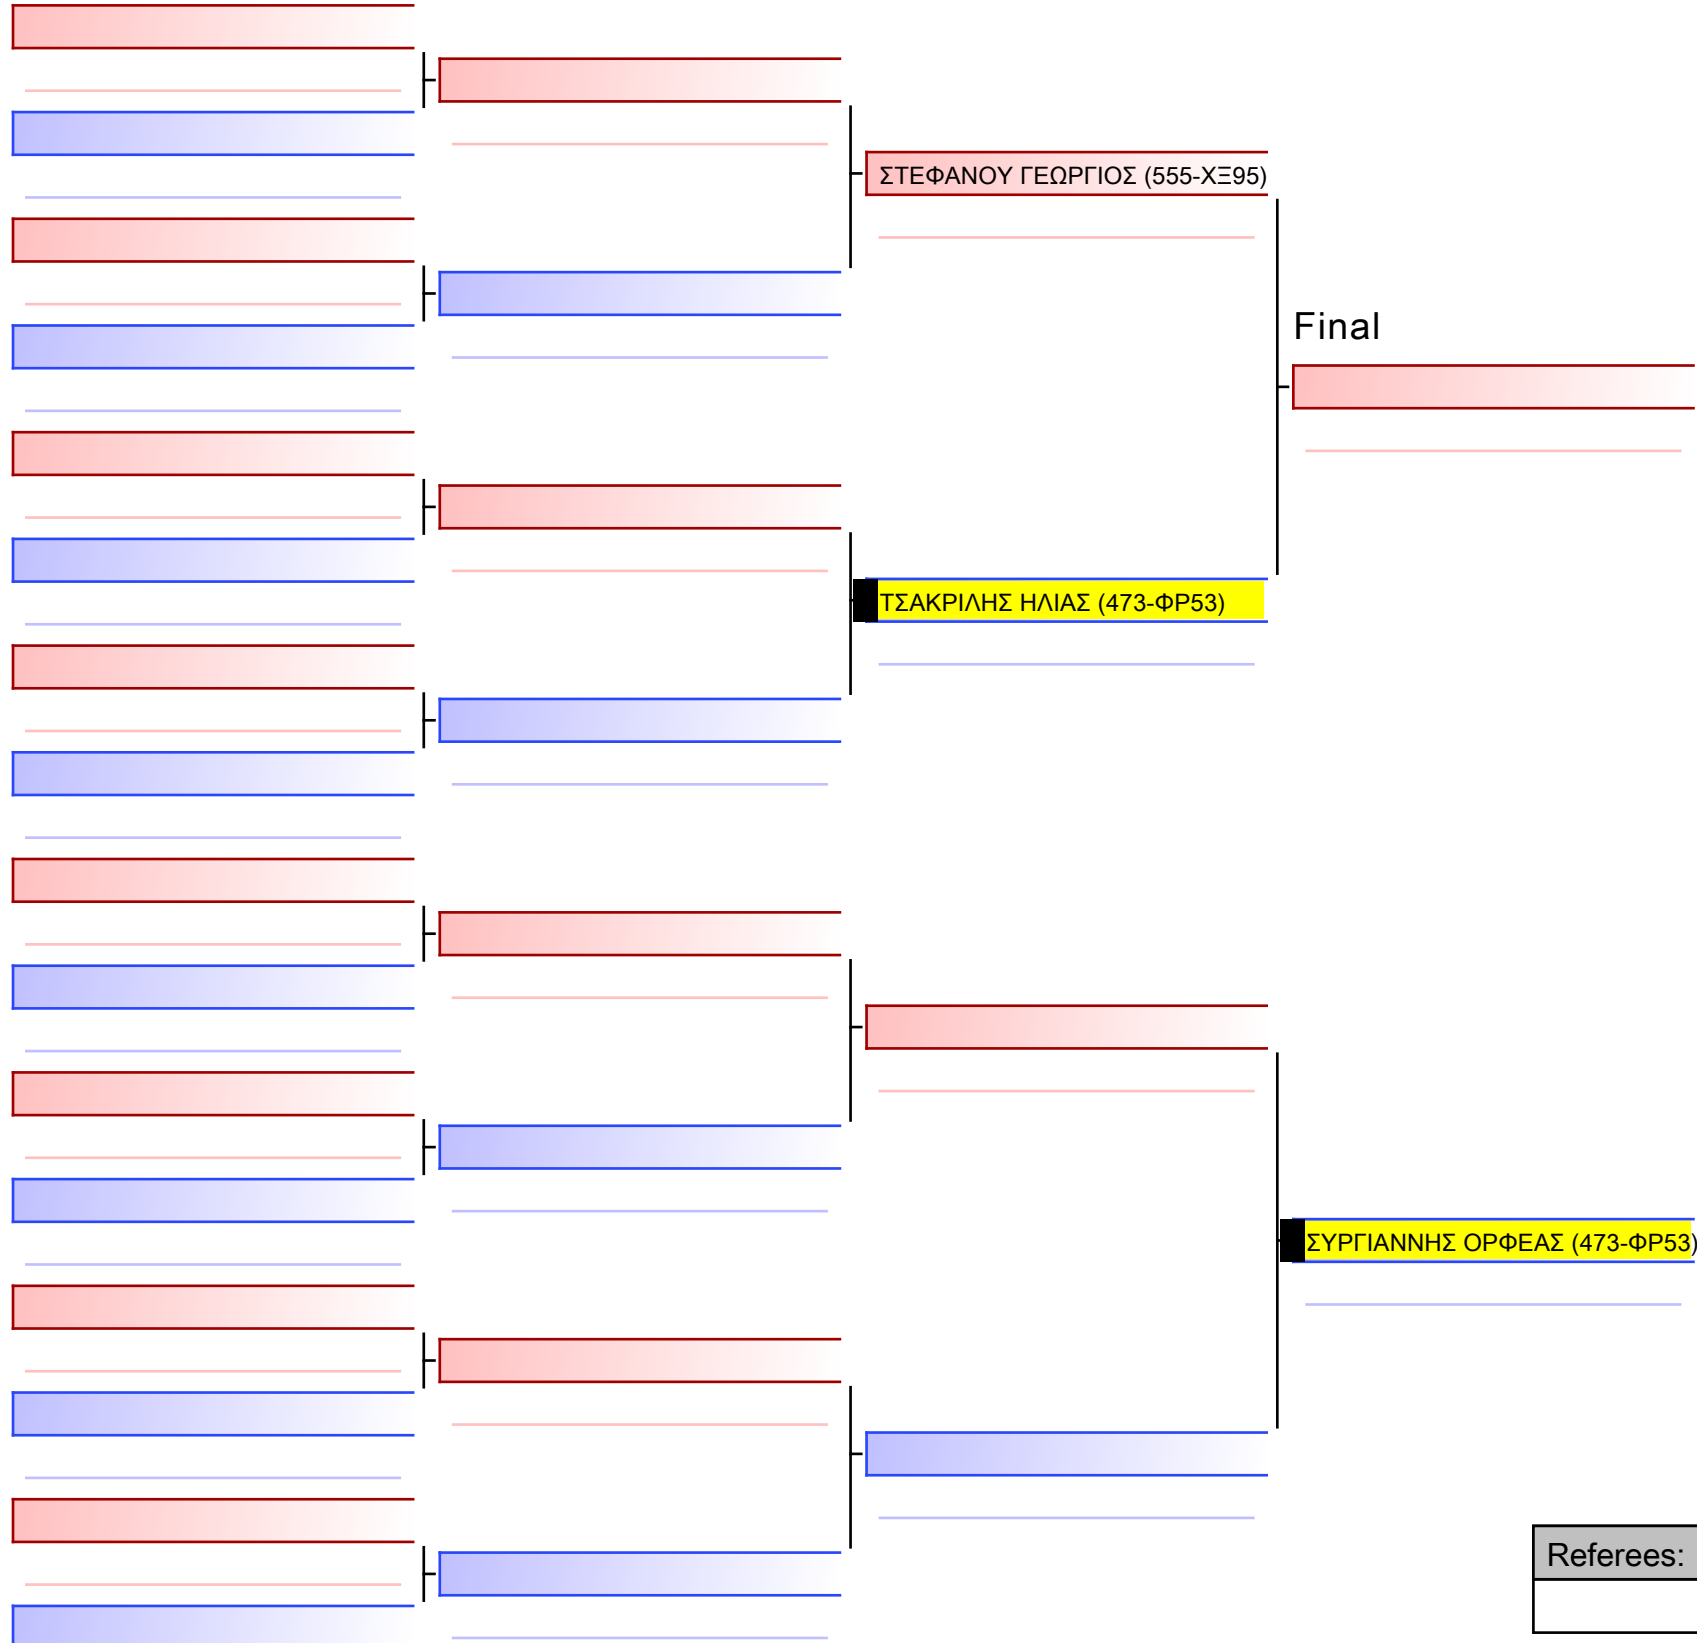 ΣΤΕΦΑΝΟΥ ΓΕΩΡΓΙΟΣ (555-ΧΞ95)
Final
ΤΣΑΚΡΙΛΗΣ ΗΛΙΑΣ (473-ΦΡ53)
ΣΥΡΓΙΑΝΝΗΣ ΟΡΦΕΑΣ (473-ΦΡ53)
Referees: